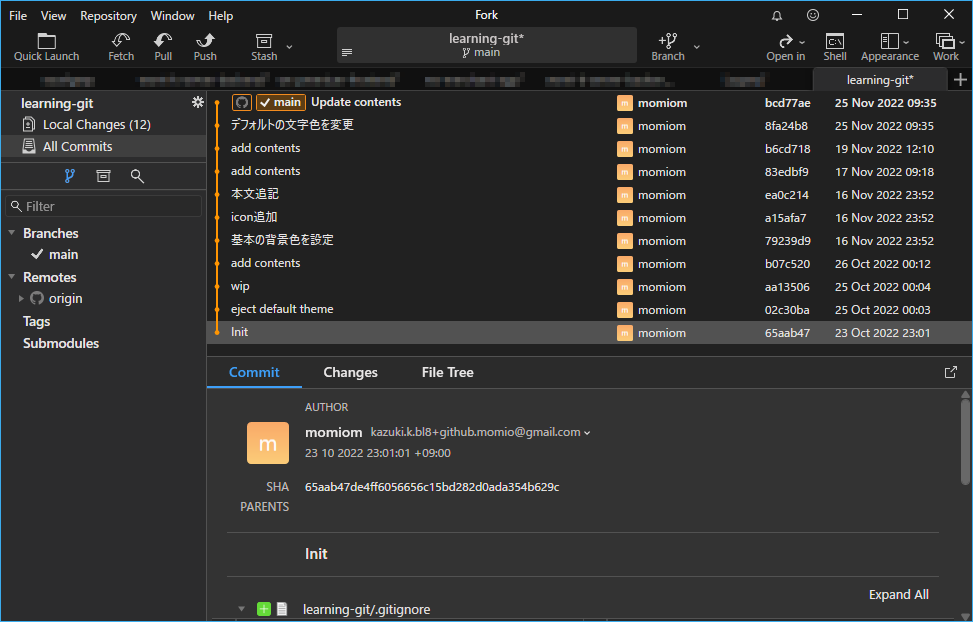 File View Repository Window Help Fork
Quick Launch Fetch Pull Push Stash learning-git* main Branch Open in Shell Appearance Work
learning-git*
learning-git
Local Changes (12)
All Commits
Filter
Branches
main
Remotes
origin
Tags
Submodules
main Update contents momiom bcd77ae 25 Nov 2022 09:35
デフォルトの文字色を変更 m momiom 8fa24b8 25 Nov 2022 09:35
add contents m momiom b6cd718 19 Nov 2022 12:10
add contents m momiom 83edbf9 17 Nov 2022 09:18
本文追記 m momiom ea0c214 16 Nov 2022 23:52
icon追加 m momiom a15afa7 16 Nov 2022 23:52
基本の背景色を設定 m momiom 79239d9 16 Nov 2022 23:52
add contents m momiom b07c520 26 Oct 2022 00:12
wip m momiom aa13506 25 Oct 2022 00:04
eject default theme m momiom 02c30ba 25 Oct 2022 00:03
Init m momiom 65aab47 23 Oct 2022 23:01
Commit Changes File Tree
AUTHOR
m momiom kazuki.k.bl8+github.momio@gmail.com
23 10 2022 23:01:01 +09:00
SHA 65aab47de4ff6056656c15bd282d0ada354b629c
PARENTS
Init
Expand All
learning-git/.gitignore